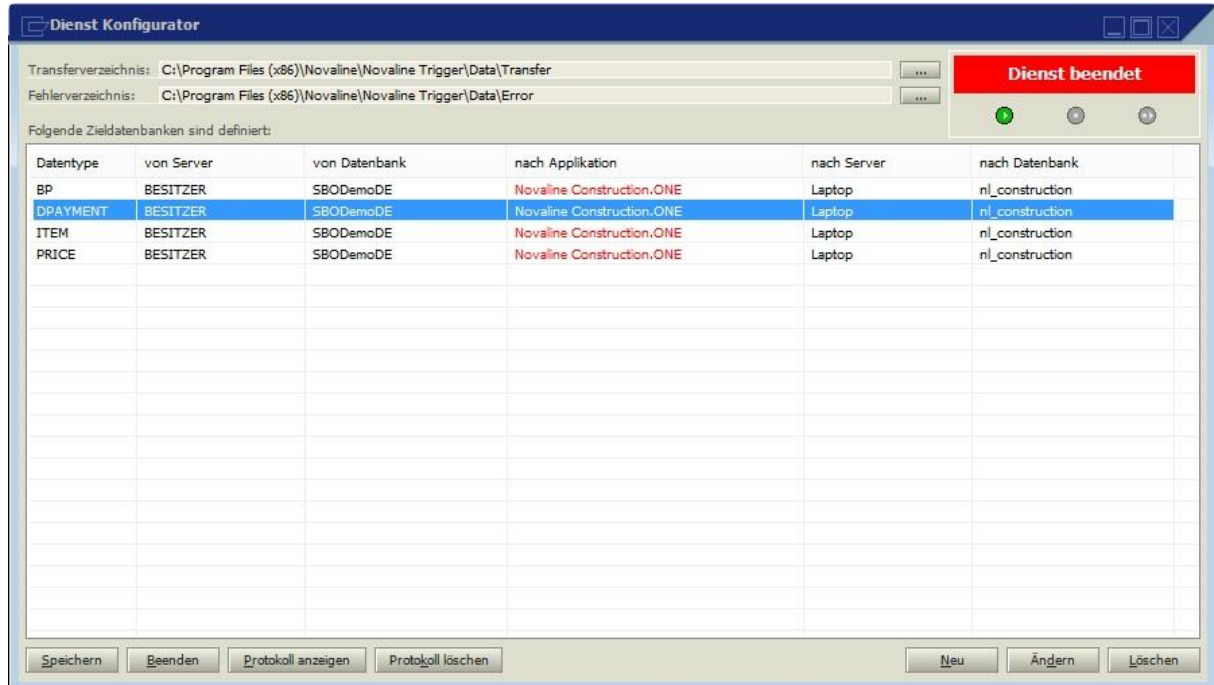 Dienst Konfigurator
Transferverzeichnis: C:\Program Files (x86)\Novaline\Novaline Trigger\Data\Transfer ...
Fehlerverzeichnis: C:\Program Files (x86)\Novaline\Novaline Trigger\Data\Error ...
Dienst beendet
Folgende Zieldatenbanken sind definiert:
Datentype von Server von Datenbank nach Applikation nach Server nach Datenbank
BP BESITZER SBODemoDE Novaline Construction.ONE Laptop nl_construction
DPAYMENT BESITZER SBODemoDE Novaline Construction.ONE Laptop nl_construction
ITEM BESITZER SBODemoDE Novaline Construction.ONE Laptop nl_construction
PRICE BESITZER SBODemoDE Novaline Construction.ONE Laptop nl_construction
Speichern Beenden Protokoll anzeigen Protokoll löschen Neu Ändern Löschen